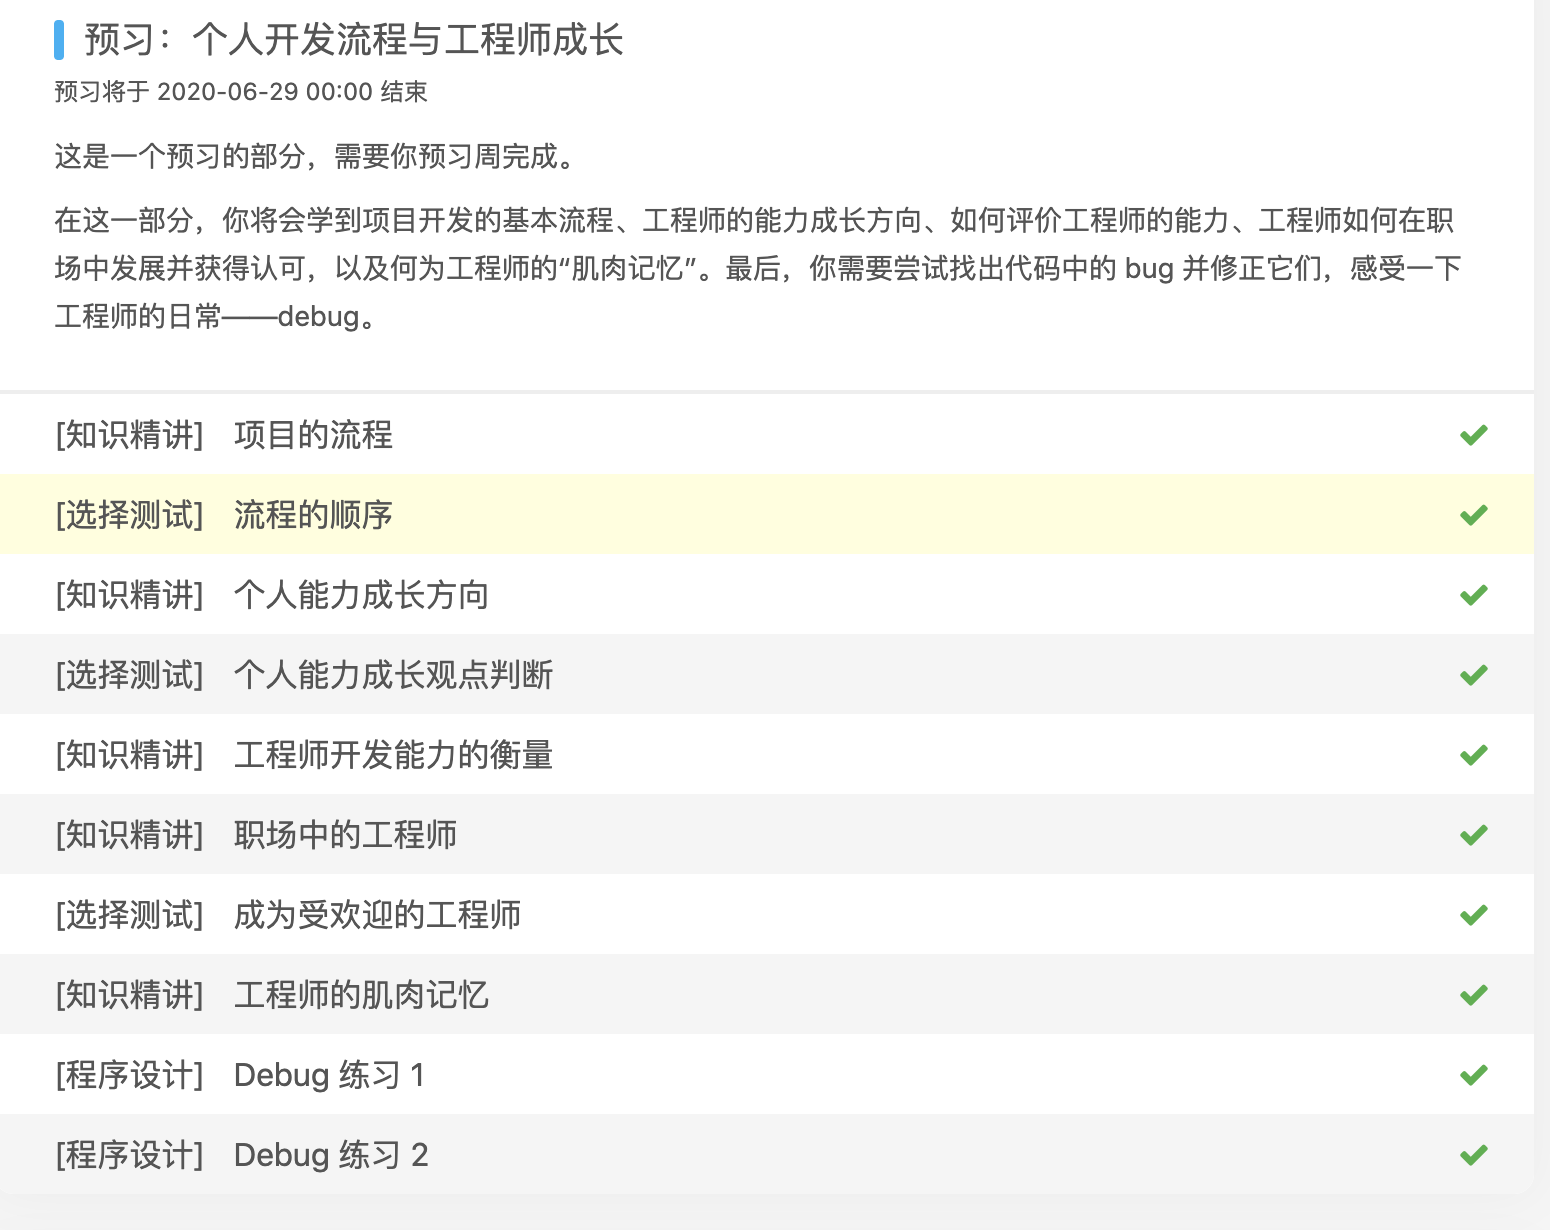 预习：个人开发流程与工程师成长
预习将于 2020-06-29 00:00 结束
这是一个预习的部分，需要你预习周完成。
在这一部分，你将会学到项目开发的基本流程、工程师的能力成长方向、如何评价工程师的能力、工程师如何在职
场中发展并获得认可，以及何为工程师的“肌肉记忆”。最后，你需要尝试找出代码中的 bug 并修正它们，感受一下
工程师的日常——debug。
[知识精讲] 项目的流程
[选择测试] 流程的顺序
[知识精讲] 个人能力成长方向
[选择测试] 个人能力成长观点判断
[知识精讲] 工程师开发能力的衡量
[知识精讲] 职场中的工程师
[选择测试] 成为受欢迎的工程师
[知识精讲] 工程师的肌肉记忆
[程序设计] Debug 练习 1
[程序设计] Debug 练习 2